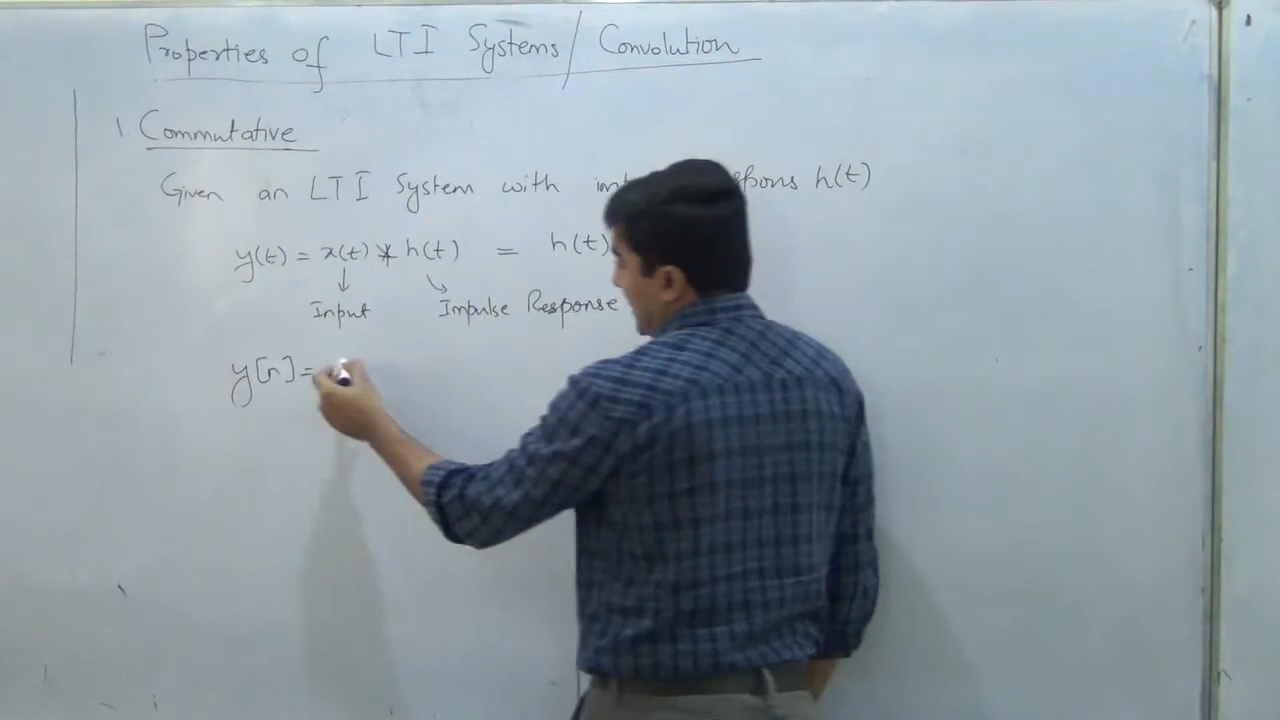 Properties of LTI Systems / Convolution
1. Commutative
Given an LTI System with h(t)
y(t) = x(t) * h(t) = h(t)
↓ ↘
Input Impulse Response
y[n] =